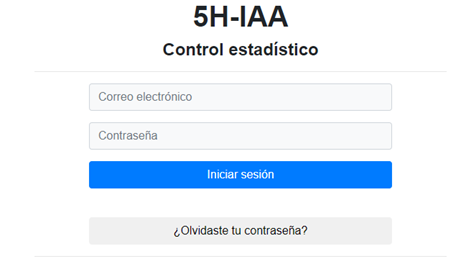 5H-IAA
Control estadístico
Correo electrónico
Contraseña
Iniciar sesión
¿Olvidaste tu contraseña?